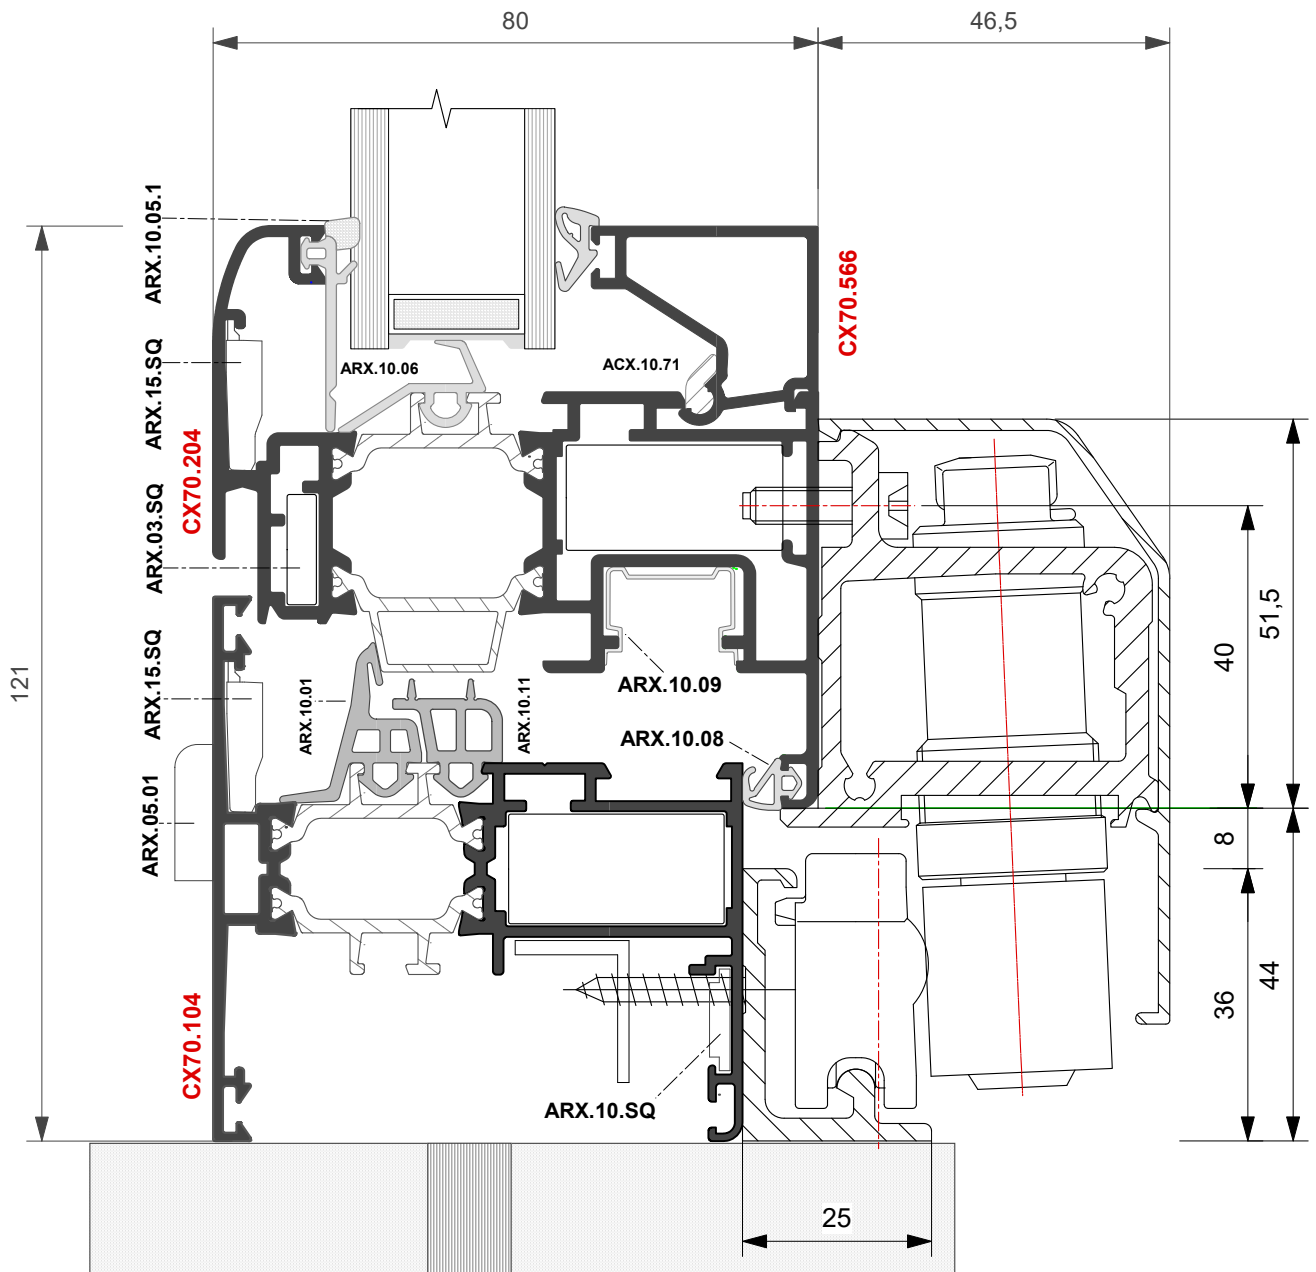 80
46,5
ARX.10.05.1
CX70.566
ARX.15.SQ
ARX.10.06
ACX.10.71
CX70.204
ARX.03.SQ
51,5
40
121
ARX.15.SQ
ARX.10.01
ARX.10.11
ARX.10.09
ARX.10.08
ARX.05.01
8
44
36
CX70.104
ARX.10.SQ
25